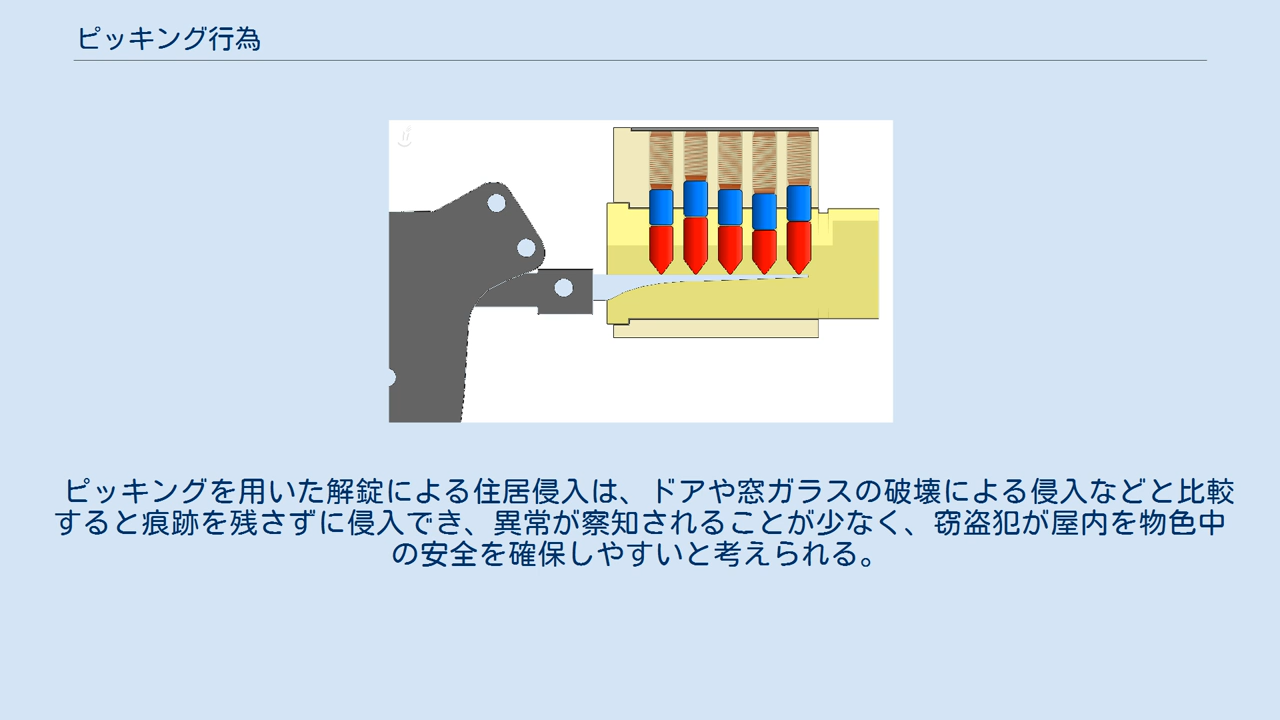 ピッキング行為
ピッキングを用いた解錠による住居侵入は、ドアや窓ガラスの破壊による侵入などと比較
すると痕跡を残さずに侵入でき、異常が察知されることが少なく、窃盗犯が屋内を物色中
の安全を確保しやすいと考えられる。